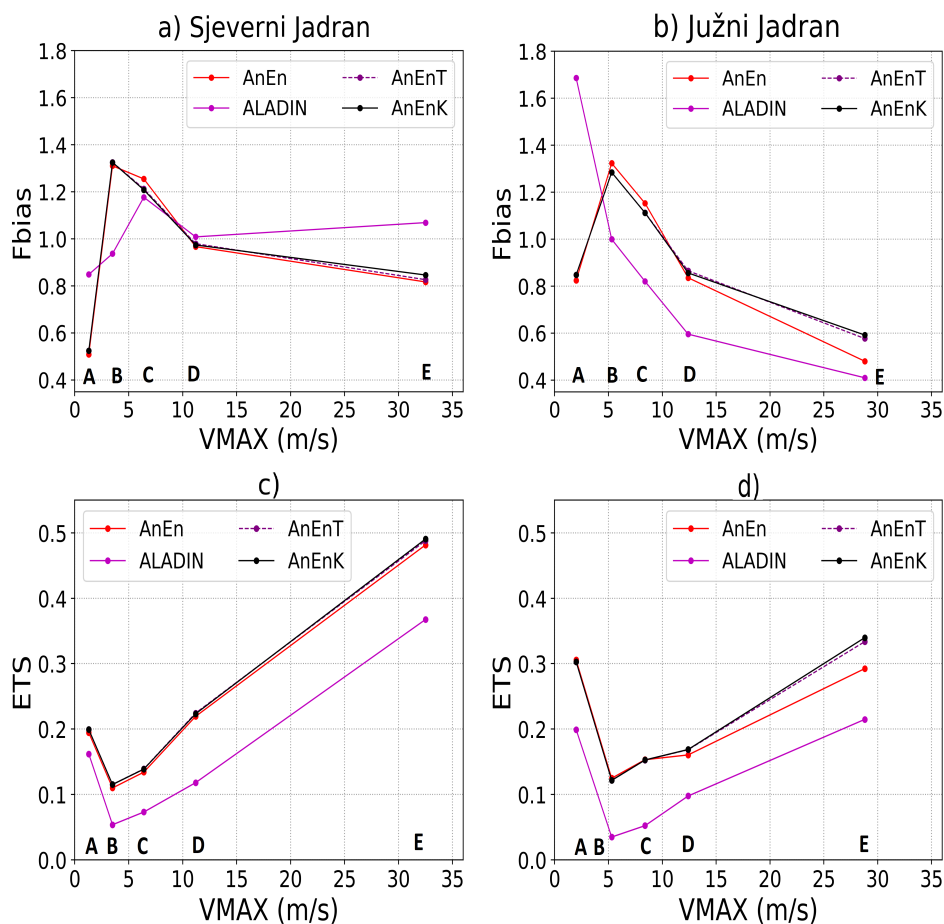 a) Sjeverni Jadran
1.8
1.6
1.4
1.2
1.0
0.8
0.6
0.4
Fbias
AnEn
AnEnT
ALADIN
AnEnK
A B C D E
0 5 10 15 20 25 30 35
VMAX (m/s)
b) Južni Jadran
1.8
1.6
1.4
1.2
1.0
0.8
0.6
0.4
Fbias
AnEn
AnEnT
ALADIN
AnEnK
A B C D E
0 5 10 15 20 25 30 35
VMAX (m/s)
c)
0.5
0.4
0.3
0.2
0.1
0.0
ETS
AnEn
AnEnT
ALADIN
AnEnK
A B C D E
0 5 10 15 20 25 30 35
VMAX (m/s)
d)
0.5
0.4
0.3
0.2
0.1
0.0
ETS
AnEn
AnEnT
ALADIN
AnEnK
A B C D E
0 5 10 15 20 25 30 35
VMAX (m/s)